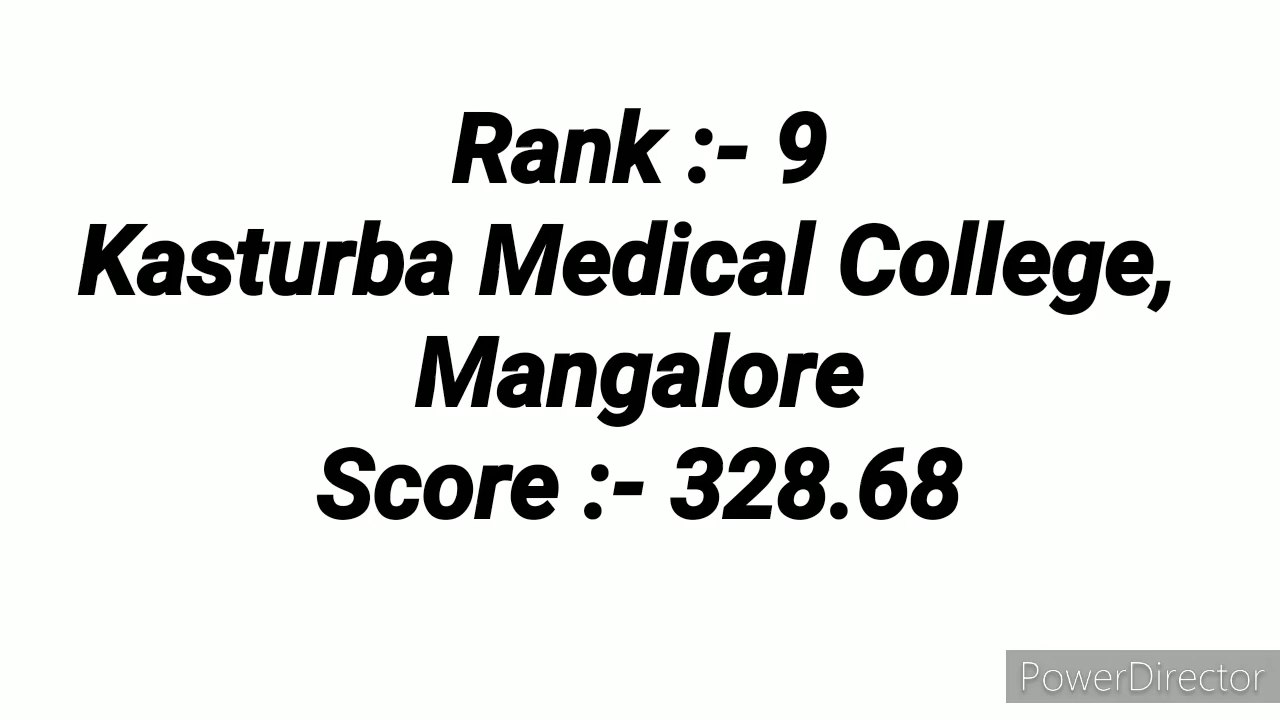 Rank :- 9
Kasturba Medical College,
Mangalore
Score :- 328.68
PowerDirector